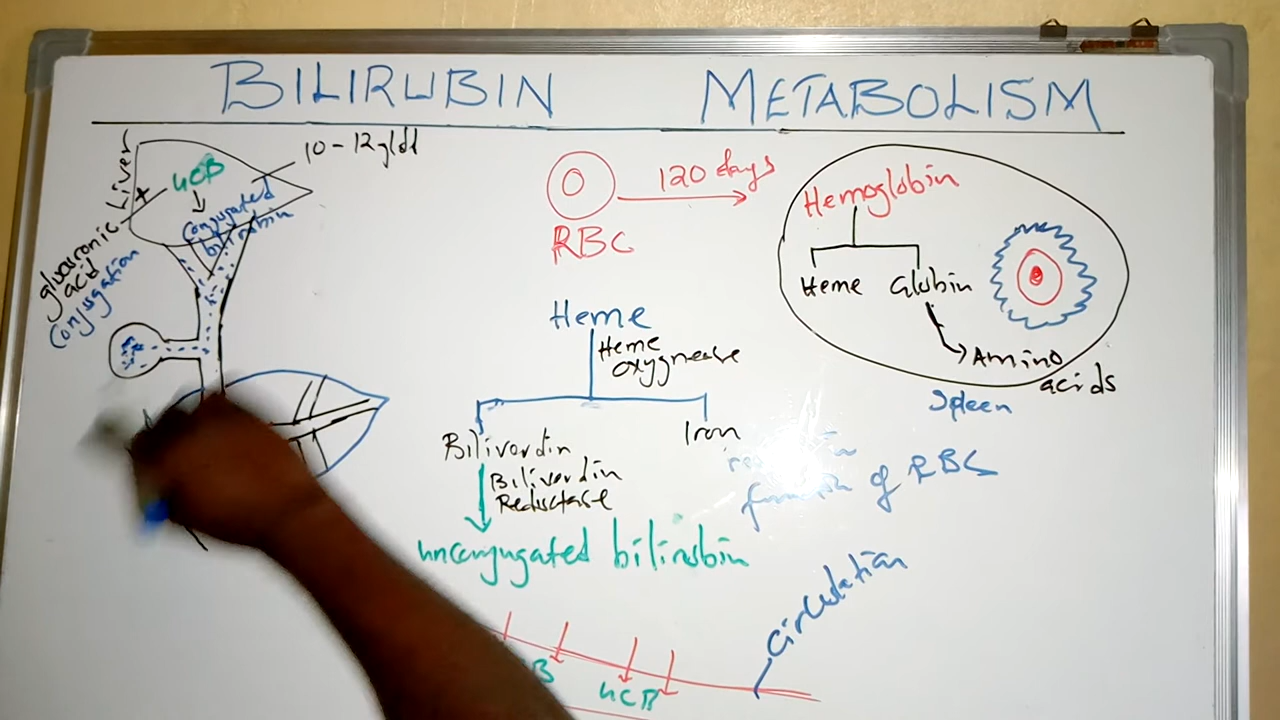 BILIRUBIN METABOLISM
Liver
UCB
10-12g/dl
+
Conjugated
bilirubin
glucuronic
acid
Conjugation
RBC
120 days
Hemoglobin
Heme Globin
Amino
acids
Spleen
Heme
Heme
oxygnease
Biliverdin
Iron
Biliverdin
Reductase
of RBC
unconjugated bilirubin
Circulation
UCB